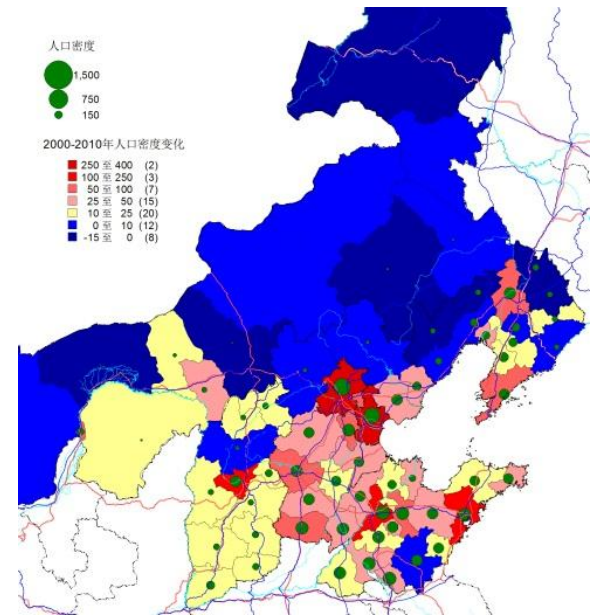 人口密度
1,500
750
150
2000-2010年人口密度变化
250 至 400 (2)
100 至 250 (3)
50 至 100 (7)
25 至 50 (15)
10 至 25 (20)
0 至 10 (12)
-15 至 0 (8)